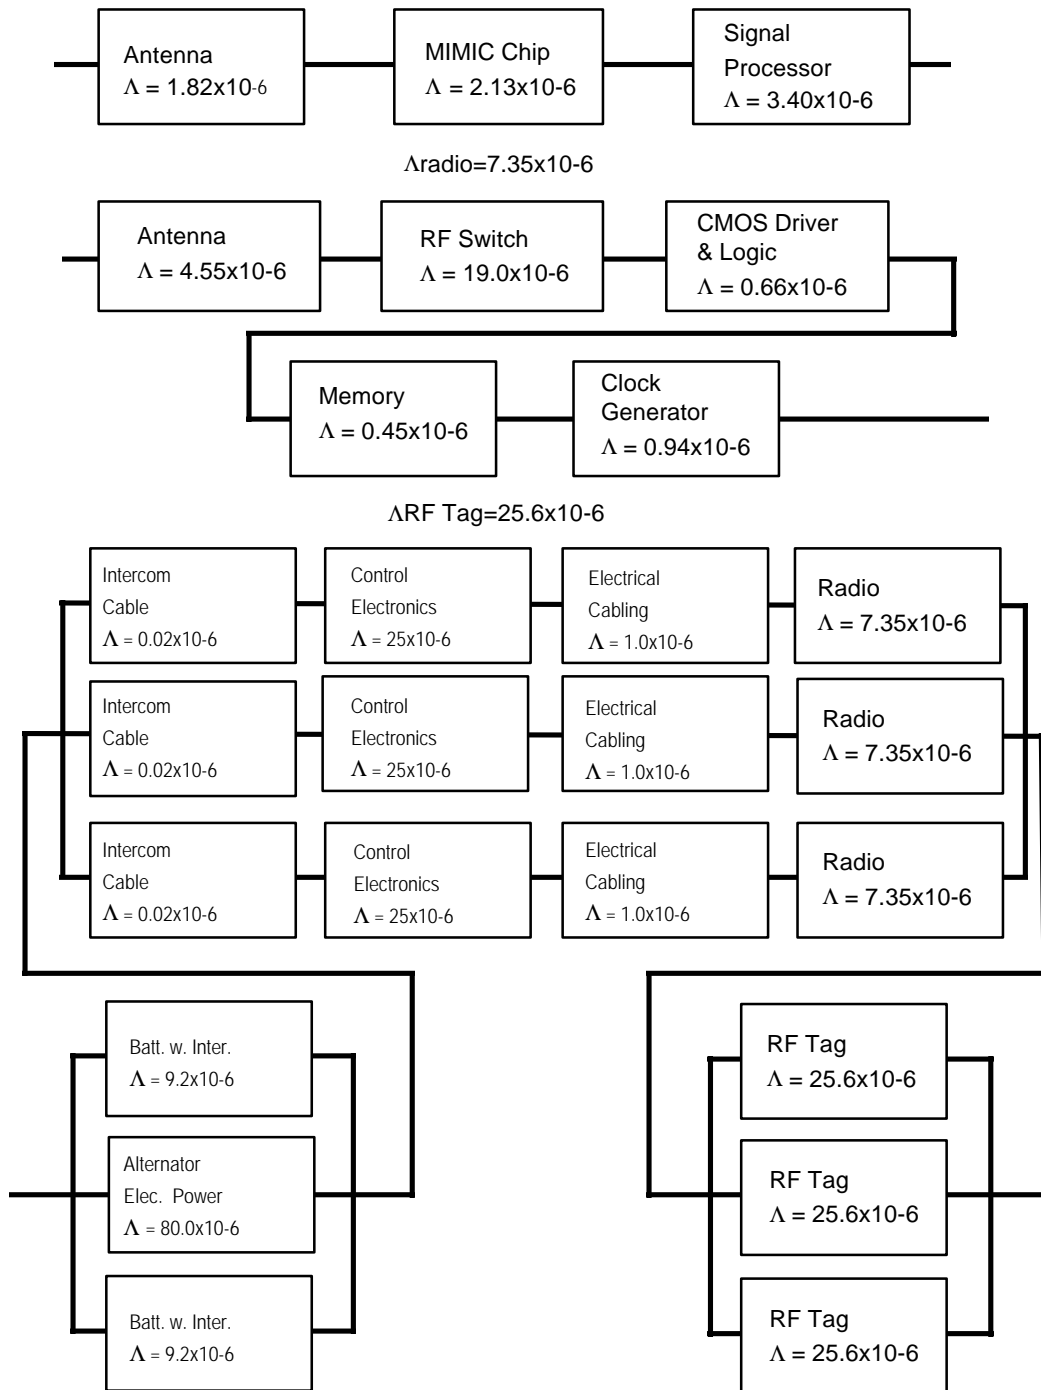 Antenna
Λ = 1.82x10-6
MIMIC Chip
Λ = 2.13x10-6
Signal
Processor
Λ = 3.40x10-6
Λradio=7.35x10-6
Antenna
Λ = 4.55x10-6
RF Switch
Λ = 19.0x10-6
CMOS Driver
& Logic
Λ = 0.66x10-6
Memory
Λ = 0.45x10-6
Clock
Generator
Λ = 0.94x10-6
ΛRF Tag=25.6x10-6
Intercom
Cable
Λ = 0.02x10-6
Control
Electronics
Λ = 25x10-6
Electrical
Cabling
Λ = 1.0x10-6
Radio
Λ = 7.35x10-6
Intercom
Cable
Λ = 0.02x10-6
Control
Electronics
Λ = 25x10-6
Electrical
Cabling
Λ = 1.0x10-6
Radio
Λ = 7.35x10-6
Intercom
Cable
Λ = 0.02x10-6
Control
Electronics
Λ = 25x10-6
Electrical
Cabling
Λ = 1.0x10-6
Radio
Λ = 7.35x10-6
Batt. w. Inter.
Λ = 9.2x10-6
Alternator
Elec. Power
Λ = 80.0x10-6
Batt. w. Inter.
Λ = 9.2x10-6
RF Tag
Λ = 25.6x10-6
RF Tag
Λ = 25.6x10-6
RF Tag
Λ = 25.6x10-6